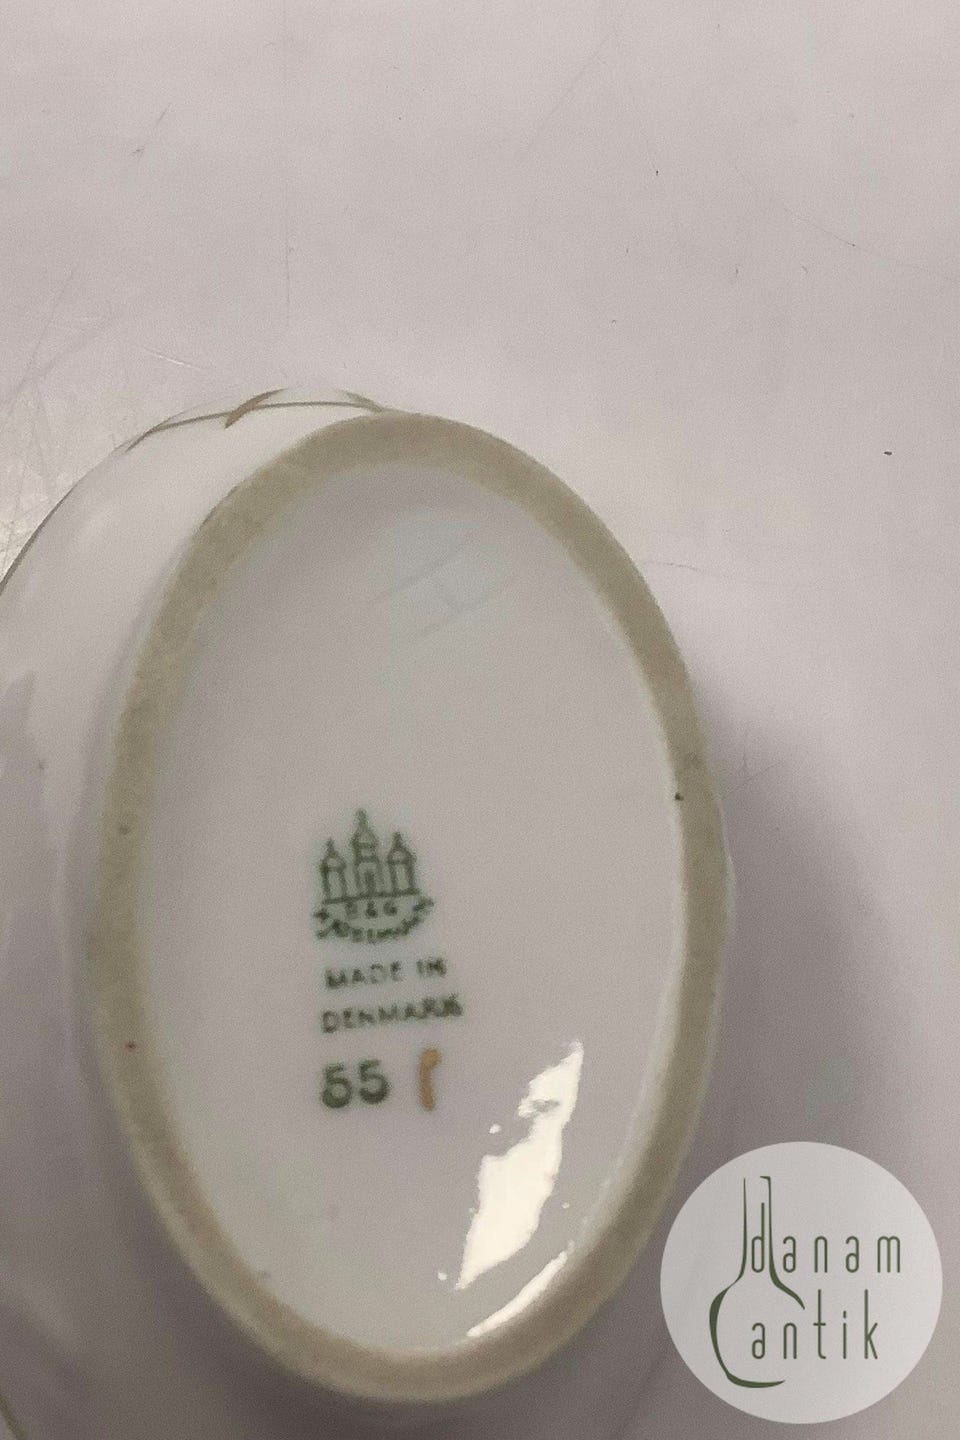 B & G
MADE IN
DENMARK
55
danam
antik